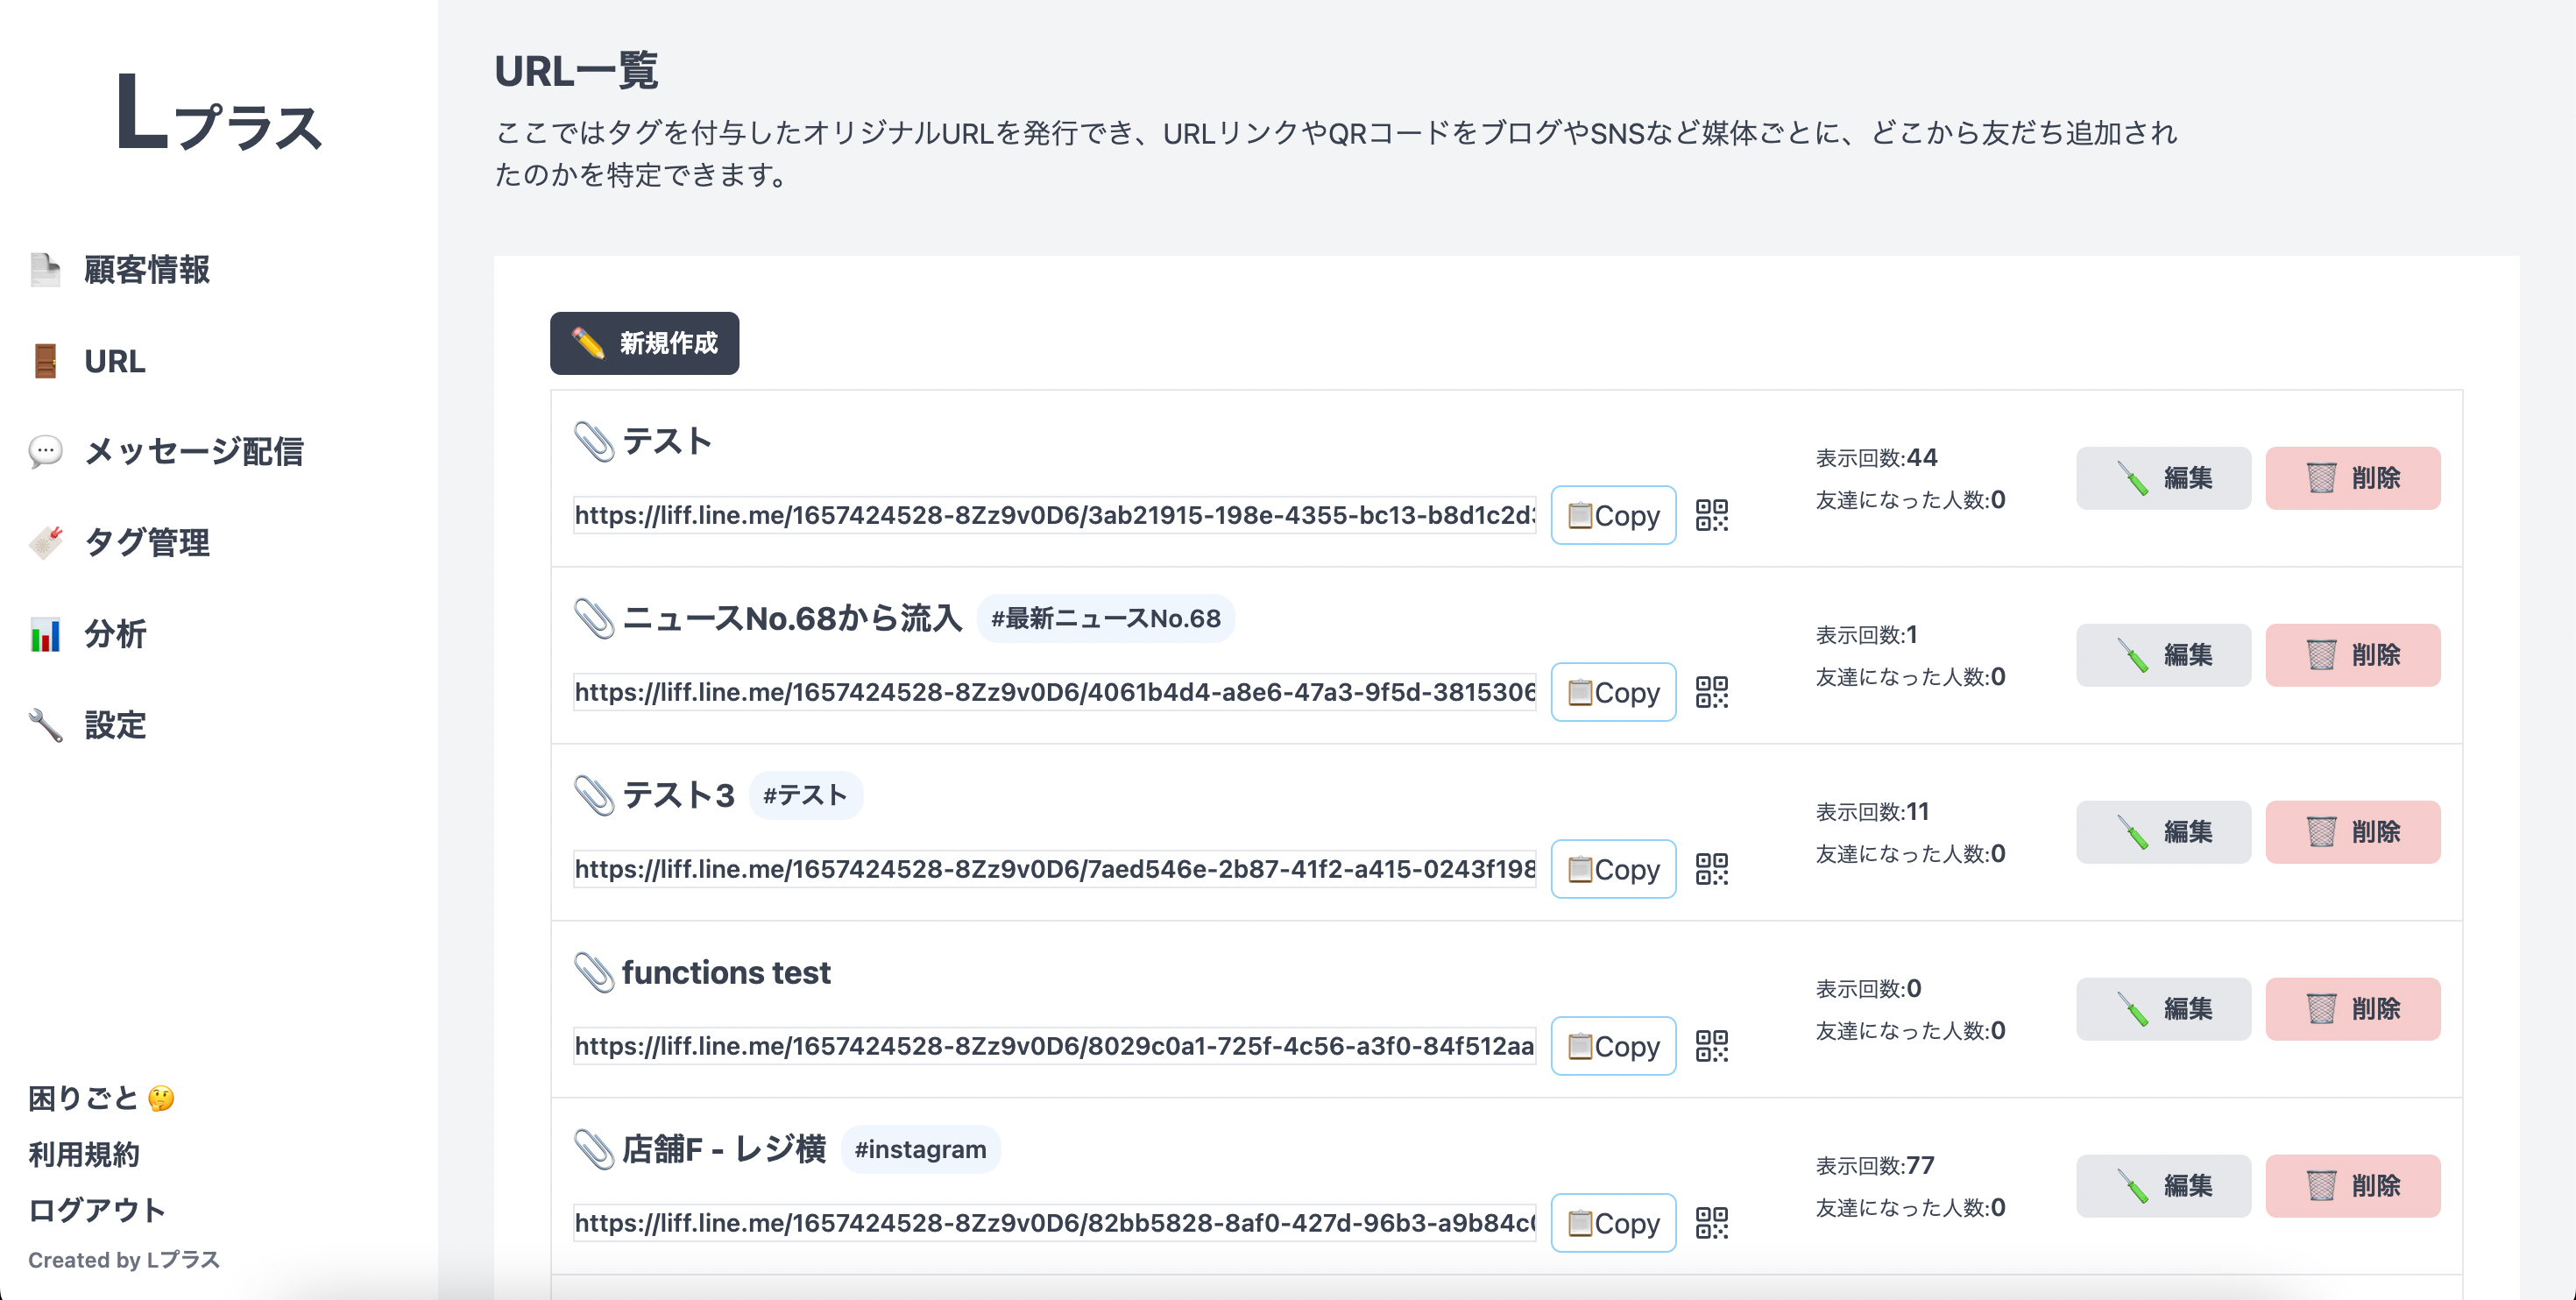 Lプラス
顧客情報
URL
メッセージ配信
タグ管理
分析
設定
困りごと🤔
利用規約
ログアウト
Created by Lプラス
URL一覧
ここではタグを付与したオリジナルURLを発行でき、URLリンクやQRコードをブログやSNSなど媒体ごとに、どこから友だち追加され
たのかを特定できます。
新規作成
テスト
https://liff.line.me/1657424528-8Zz9v0D6/3ab21915-198e-4355-bc13-b8d1c2d
Copy
表示回数:44
友達になった人数:0
編集
削除
ニュースNo.68から流入 #最新ニュースNo.68
https://liff.line.me/1657424528-8Zz9v0D6/4061b4d4-a8e6-47a3-9f5d-3815306
Copy
表示回数:1
友達になった人数:0
編集
削除
テスト3 #テスト
https://liff.line.me/1657424528-8Zz9v0D6/7aed546e-2b87-41f2-a415-0243f198
Copy
表示回数:11
友達になった人数:0
編集
削除
functions test
https://liff.line.me/1657424528-8Zz9v0D6/8029c0a1-725f-4c56-a3f0-84f512aa
Copy
表示回数:0
友達になった人数:0
編集
削除
店舗F - レジ横 #instagram
https://liff.line.me/1657424528-8Zz9v0D6/82bb5828-8af0-427d-96b3-a9b84c
Copy
表示回数:77
友達になった人数:0
編集
削除